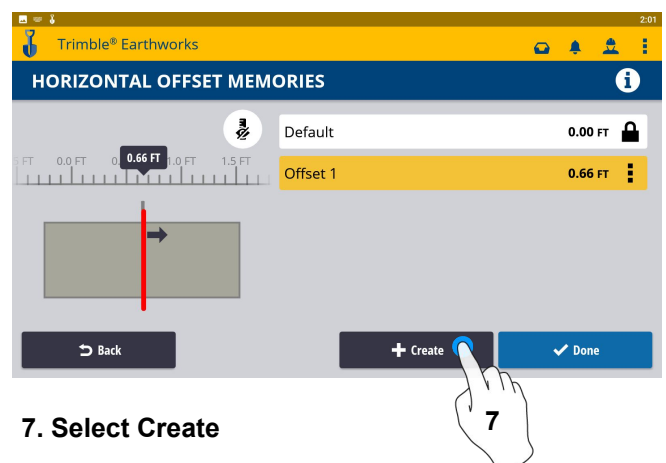 2:01
Trimble® Earthworks
HORIZONTAL OFFSET MEMORIES
i
Default 0.00 FT
FT 0.0 FT 0. 0.66 FT 1.0 FT 1.5 FT
Offset 1 0.66 FT
Back
Create
Done
7
7. Select Create